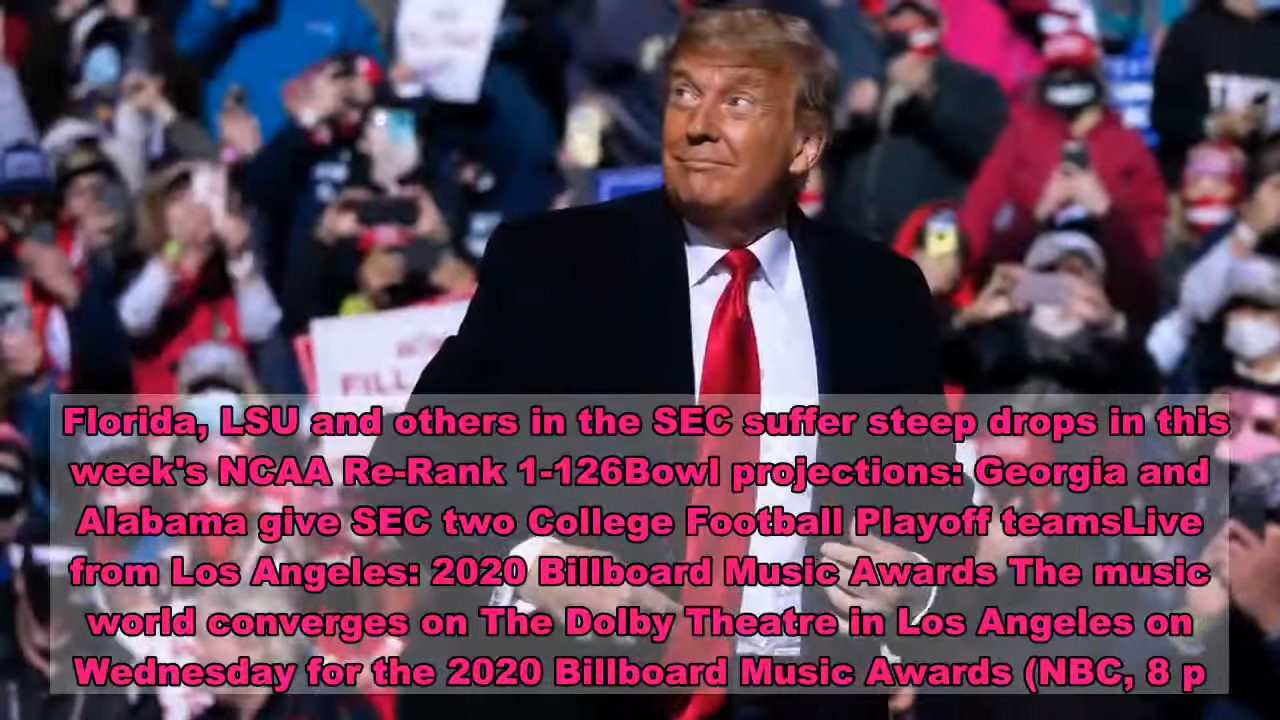 FILL
Florida, LSU and others in the SEC suffer steep drops in this
week's NCAA Re-Rank 1-126Bowl projections: Georgia and
Alabama give SEC two College Football Playoff teamsLive
from Los Angeles: 2020 Billboard Music Awards The music
world converges on The Dolby Theatre in Los Angeles on
Wednesday for the 2020 Billboard Music Awards (NBC, 8 p